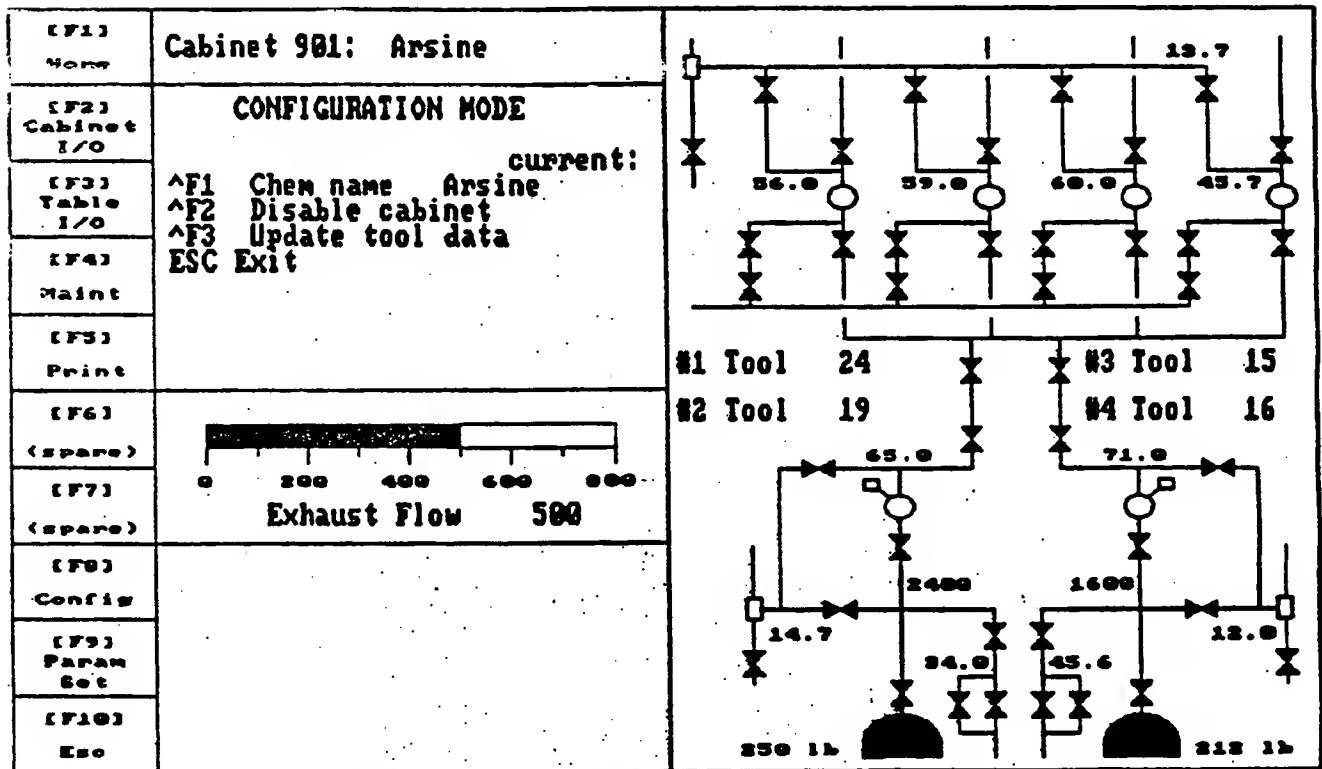 [F1]
Home
[F2]
Cabinet
I/O
[F3]
Table
I/O
[F4]
Maint
[F5]
Print
[F6]
(spare)
[F7]
(spare)
[F8]
Config
[F9]
Param
Set
[F10]
Esc
Cabinet 901: Arsine
CONFIGURATION MODE
current:
^F1 Chem name Arsine
^F2 Disable cabinet
^F3 Update tool data
ESC Exit
0 200 400 600 800
Exhaust Flow 500
13.7
56.0 59.0 60.0 45.7
#1 Tool 24 #3 Tool 15
#2 Tool 19 #4 Tool 16
65.0 71.0
2400 1600
14.7 12.0
34.0 45.6
250 lb 212 lb